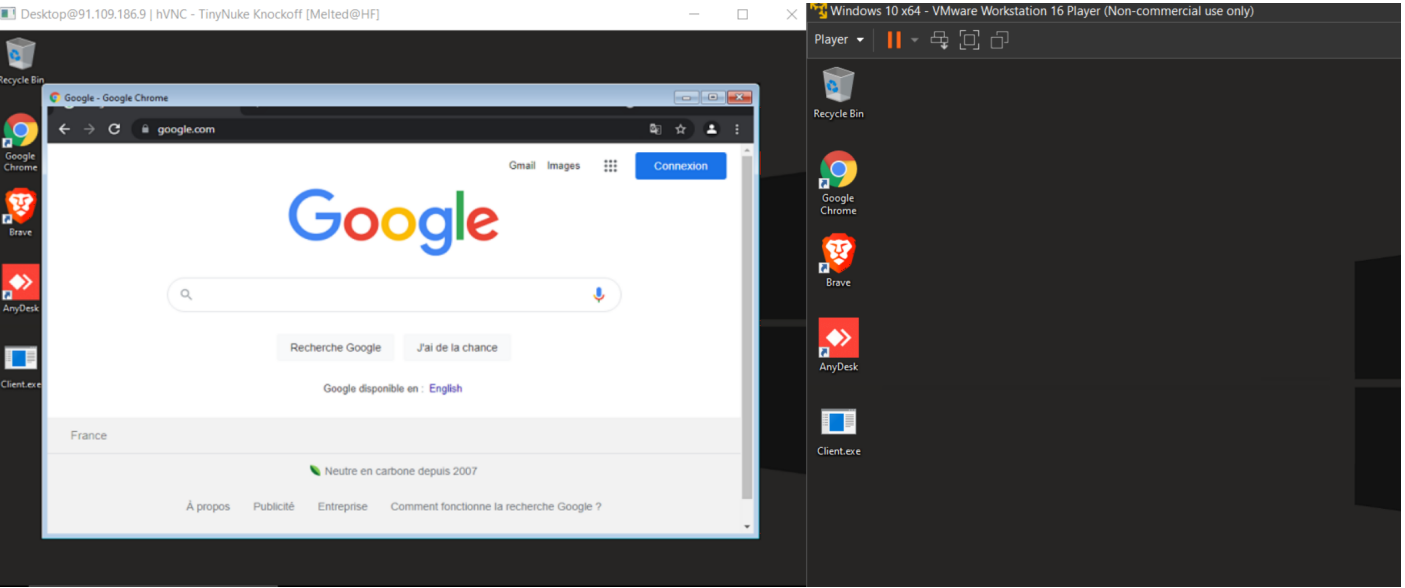 Desktop@91.109.186.9 | hVNC - TinyNuke Knockoff [Melted@HF]
Recycle Bin
Google
Chrome
Brave
AnyDesk
Client.exe
Google - Google Chrome
google.com
Gmail Images Connexion
Google
Recherche Google J'ai de la chance
Google disponible en : English
France
Neutre en carbone depuis 2007
À propos Publicité Entreprise Comment fonctionne la recherche Google ?
Windows 10 x64 - VMware Workstation 16 Player (Non-commercial use only)
Player
Recycle Bin
Google
Chrome
Brave
AnyDesk
Client.exe